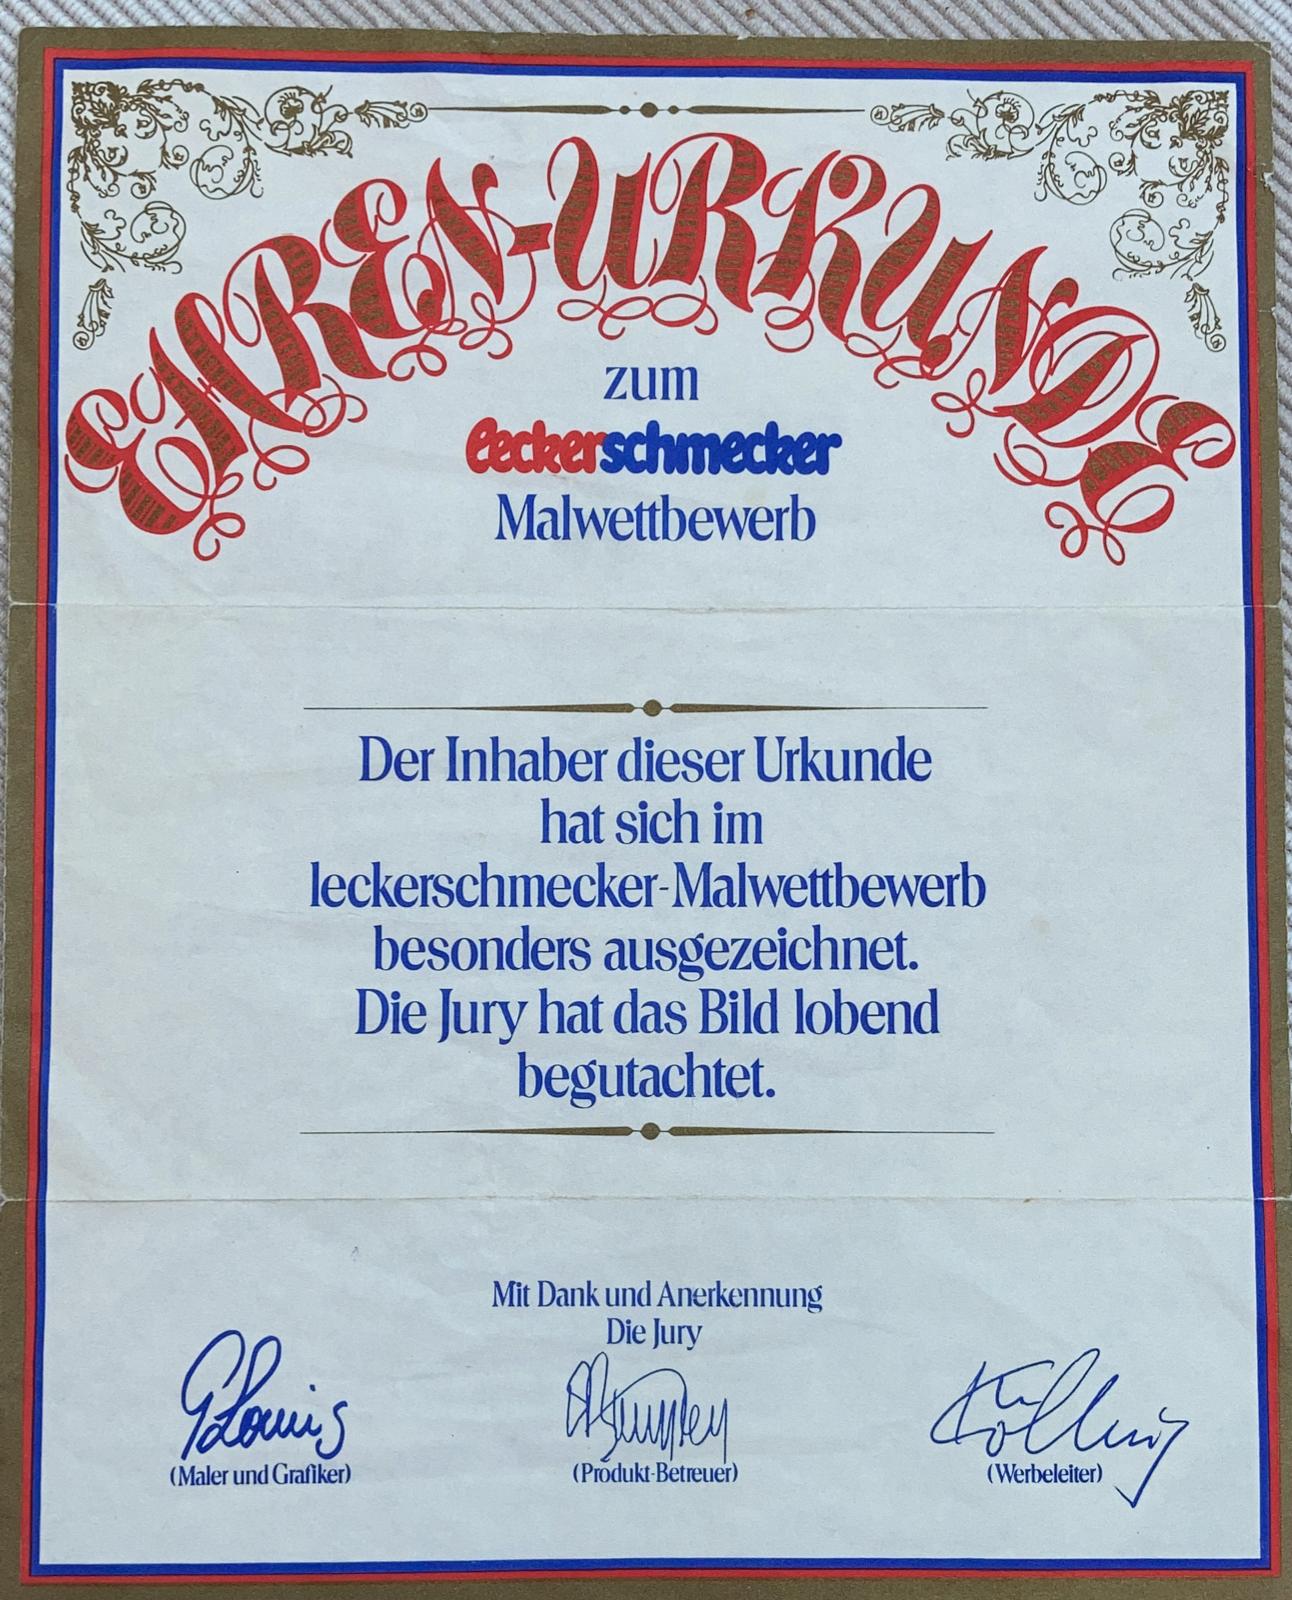 EHREN-URKUNDE
zum
leckerschmecker
Malwettbewerb
Der Inhaber dieser Urkunde
hat sich im
leckerschmecker-Malwettbewerb
besonders ausgezeichnet.
Die Jury hat das Bild lobend
begutachtet.
Mit Dank und Anerkennung
Die Jury
(Maler und Grafiker)
(Produkt-Betreuer)
(Werbeleiter)